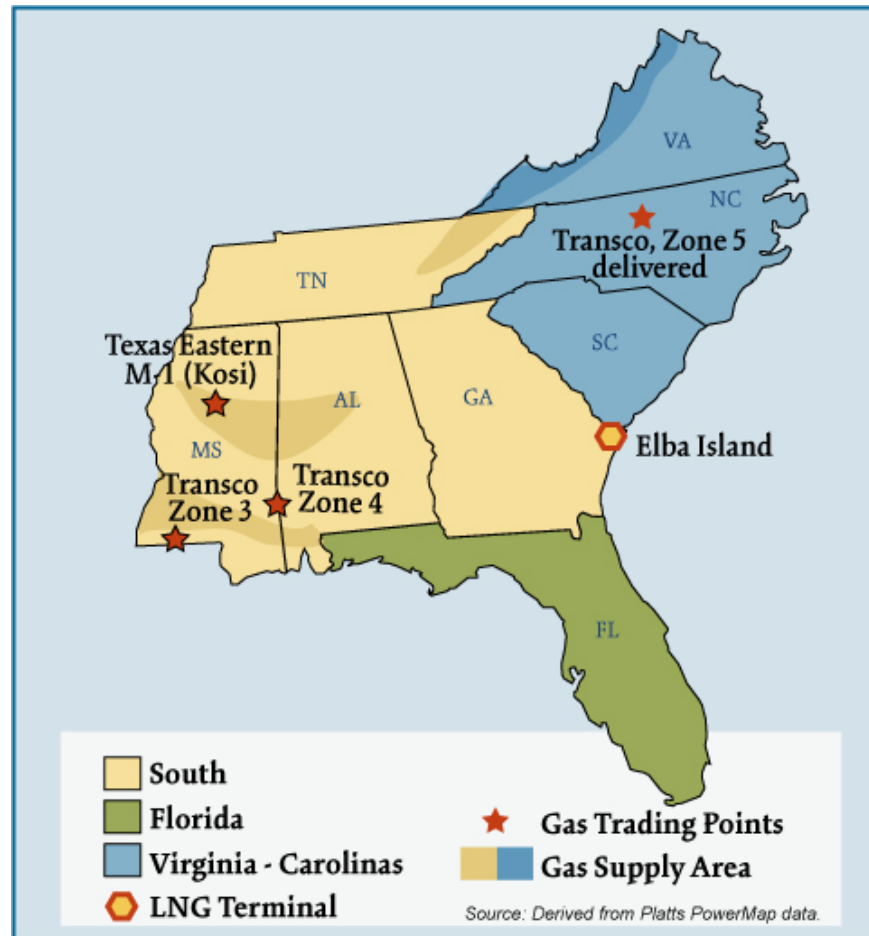 VA
NC
Transco, Zone 5
delivered
TN
SC
Texas Eastern
M-1 (Kosi)
AL
GA
Elba Island
MS
Transco
Zone 3
Transco
Zone 4
FL
South
Florida
Virginia - Carolinas
LNG Terminal
Gas Trading Points
Gas Supply Area
Source: Derived from Platts PowerMap data.